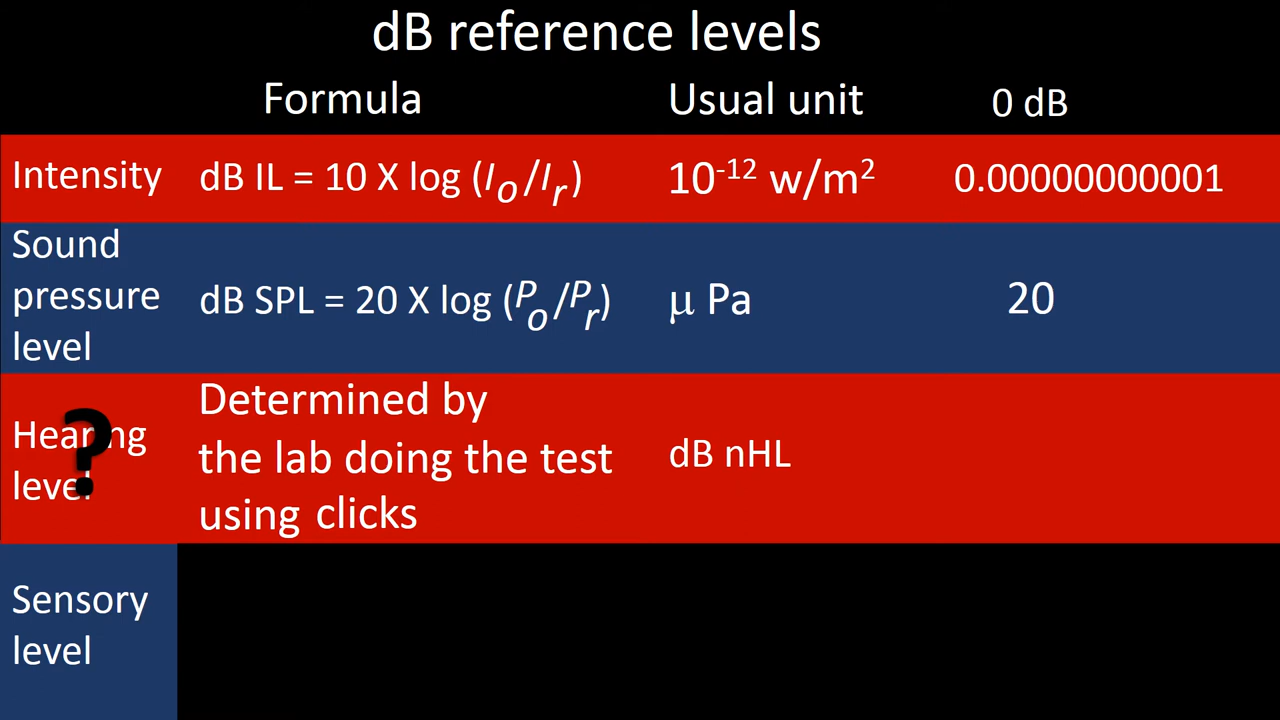 dB reference levels
Formula Usual unit 0 dB
Intensity dB IL = 10 X log (Iₒ/Iᵣ) 10⁻¹² w/m² 0.00000000001
Sound
pressure
level
dB SPL = 20 X log (Pₒ/Pᵣ) μ Pa 20
Hearing
level
?
Determined by
the lab doing the test
using clicks
dB nHL
Sensory
level